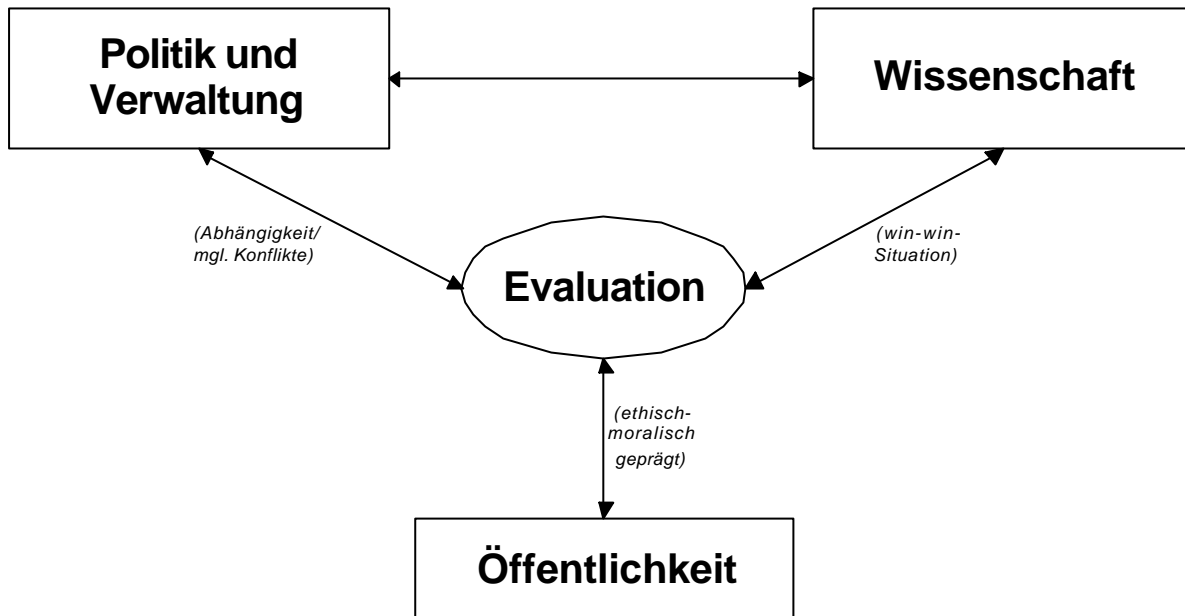 Politik und
Verwaltung
Wissenschaft
(Abhängigkeit/
mgl. Konflikte)
(win-win-
Situation)
Evaluation
(ethisch-
moralisch
geprägt)
Öffentlichkeit